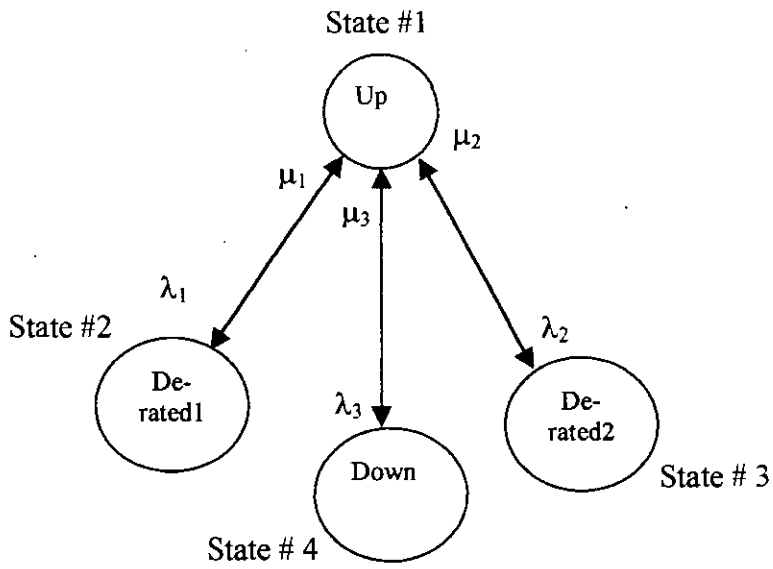 State #1
Up
μ₂
μ₁
μ₃
λ₁
State #2
λ₂
De-
rated1
De-
rated2
λ₃
Down
State # 3
State # 4